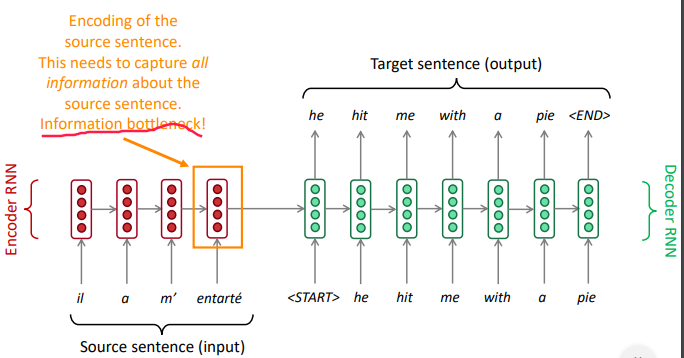 Encoding of the
source sentence.
This needs to capture all
information about the
source sentence.
Information bottleneck!
Target sentence (output)
he hit me with a pie <END>
Encoder RNN
Decoder RNN
il a m’ entarté <START> he hit me with a pie
Source sentence (input)